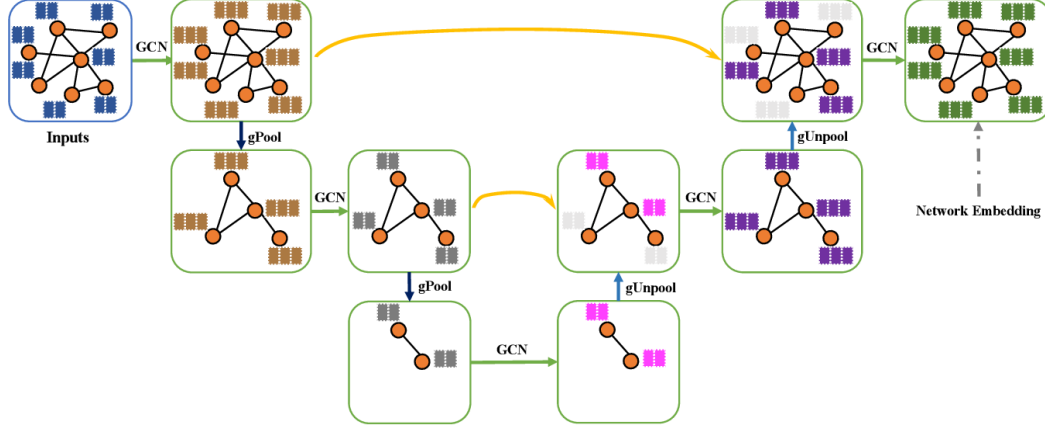 GCN
GCN
Inputs
gPool
gUnpool
GCN
GCN
Network Embedding
gPool
gUnpool
GCN